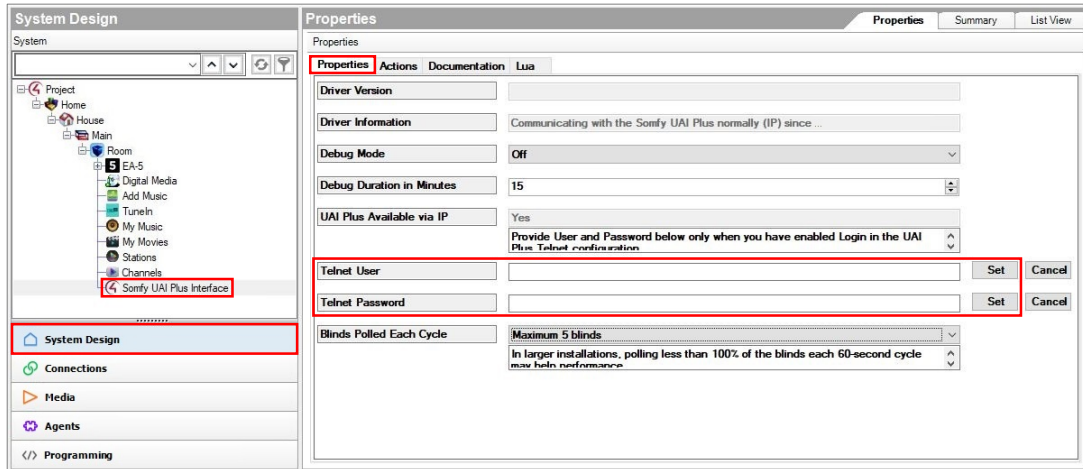 System Design
System
Project
Home
House
Main
Room
5 EA-5
Digital Media
Add Music
TuneIn
My Music
My Movies
Stations
Channels
Somfy UAI Plus Interface
System Design
Connections
Media
Agents
</> Programming
Properties
Properties Summary List View
Properties
Properties Actions Documentation Lua
Driver Version
Driver Information Communicating with the Somfy UAI Plus normally (IP) since ...
Debug Mode Off
Debug Duration in Minutes 15
UAI Plus Available via IP Yes
Provide User and Password below only when you have enabled Login in the UAI
Plus Telnet configuration
Telnet User Set Cancel
Telnet Password Set Cancel
Blinds Polled Each Cycle Maximum 5 blinds
In larger installations, polling less than 100% of the blinds each 60-second cycle
may help performance